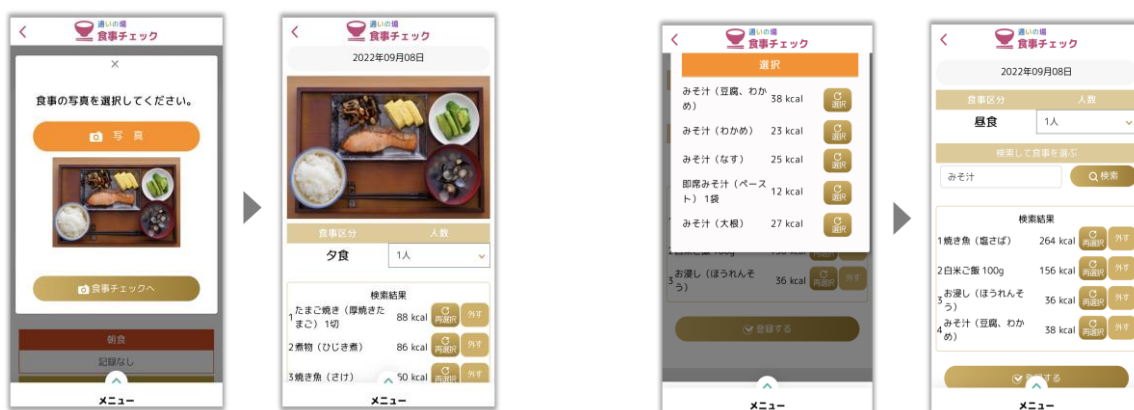 通いの場
食事チェック
×
食事の写真を選択してください。
写 真
食事チェックへ
朝食
記録なし
メニュー
通いの場
食事チェック
2022年09月08日
食事区分 人数
夕食 1人
検索結果
1 たまご焼き（厚焼きた
まご） 1切 88 kcal 再選択 外す
2 煮物（ひじき煮） 86 kcal 再選択 外す
3 焼き魚（さけ） 60 kcal 再選択 外す
メニュー
通いの場
食事チェック
選択
みそ汁（豆腐、わか
め） 38 kcal 選択
みそ汁（わかめ） 23 kcal 選択
みそ汁（なす） 25 kcal 選択
即席みそ汁（ペース
ト） 1袋 12 kcal 選択
みそ汁（大根） 27 kcal 選択
3 お浸し（ほうれんそ
う） 36 kcal 再選択 外す
登録する
メニュー
通いの場
食事チェック
2022年09月08日
食事区分 人数
昼食 1人
検索して食事を選ぶ
みそ汁 検索
検索結果
1 焼き魚（塩さば） 264 kcal 再選択 外す
2 白米ご飯 100g 156 kcal 再選択 外す
3 お浸し（ほうれんそ
う） 36 kcal 再選択 外す
4 みそ汁（豆腐、わか
め） 38 kcal 再選択 外す
登録する
メニュー